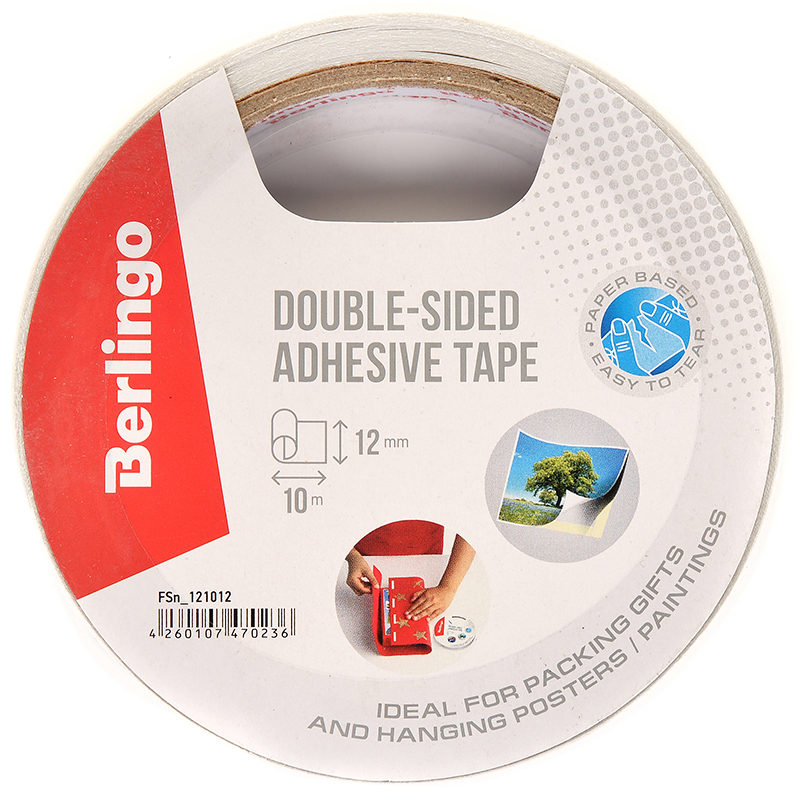 Berlingo
Berlingo
DOUBLE-SIDED
ADHESIVE TAPE
PAPER BASED
EASY TO TEAR
12 mm
10 m
FSn_121012
4 260107 470236
IDEAL FOR PACKING GIFTS
AND HANGING POSTERS / PAINTINGS